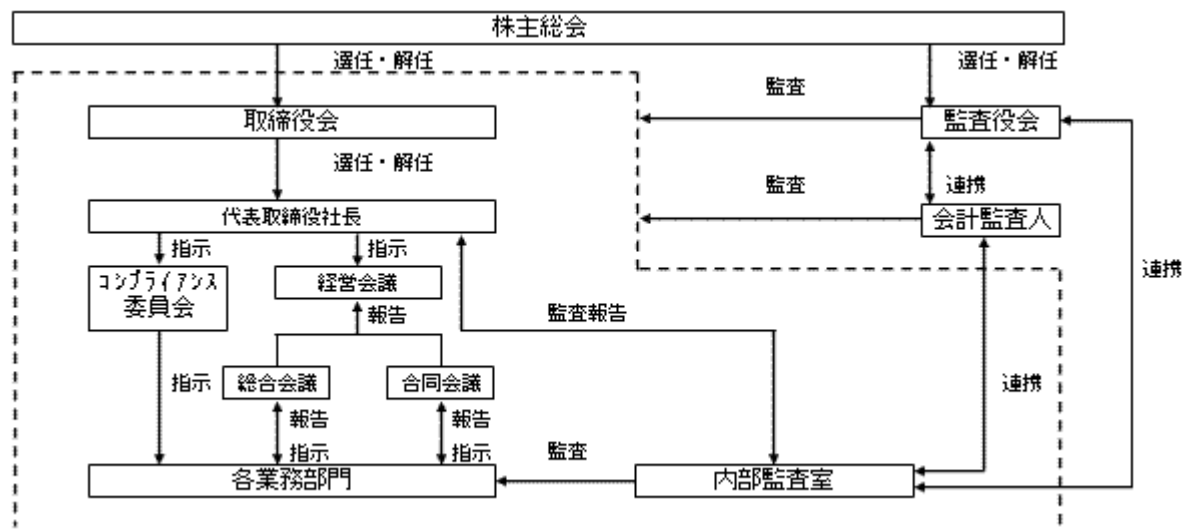 株主総会
選任・解任
選任・解任
監査
取締役会
監査役会
選任・解任
監査
連携
代表取締役社長
会計監査人
指示
指示
連携
コンプライアンス
委員会
経営会議
報告
監査報告
指示
総合会議
合同会議
連携
報告
報告
指示
指示
監査
各業務部門
内部監査室